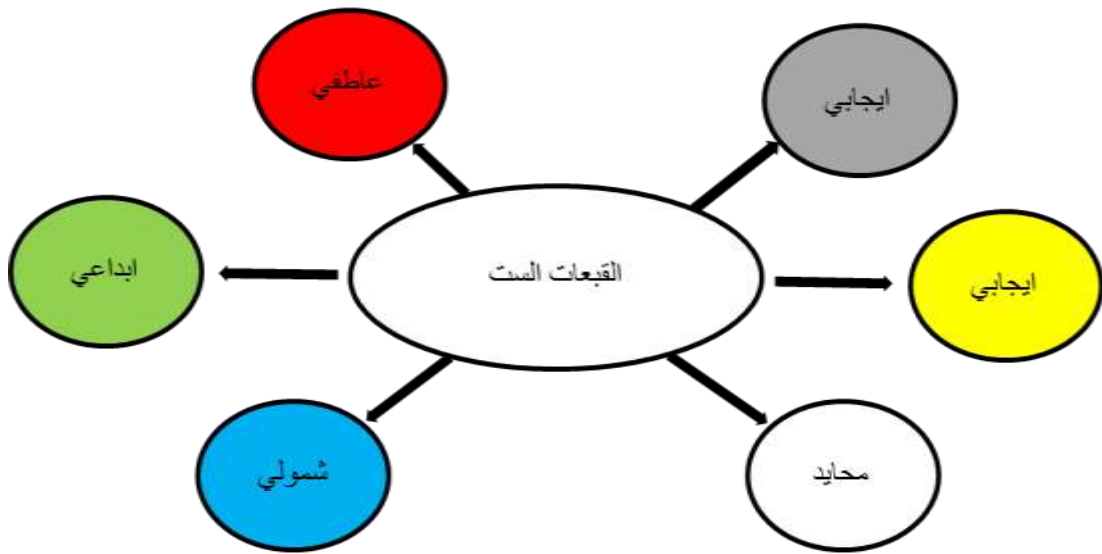 عاطفي
ايجابي
ابداعي
القبعات الست
ايجابي
شمولي
محايد